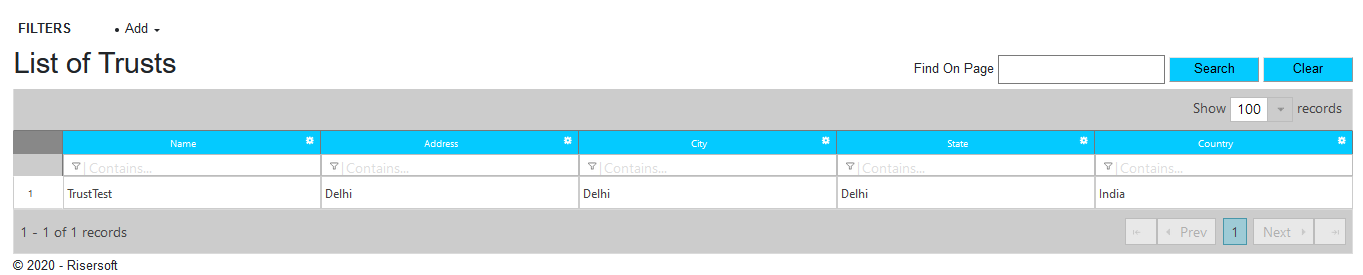 FILTERS • Add
List of Trusts
Find On Page Search Clear
Show 100 records
Name Address City State Country
Contains... Contains... Contains... Contains... Contains...
1 TrustTest Delhi Delhi Delhi India
1 - 1 of 1 records Prev 1 Next
© 2020 - Risersoft